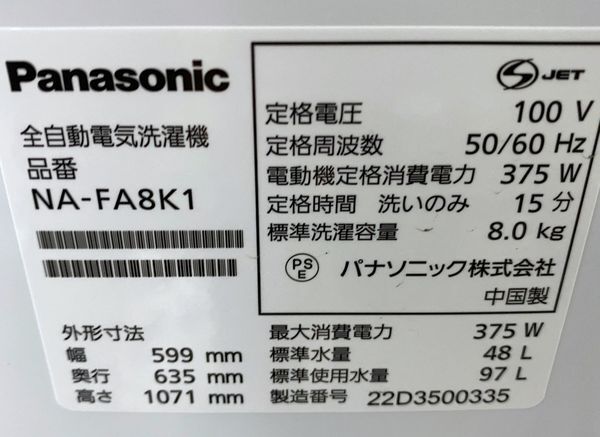 Panasonic
全自動電気洗濯機
品番
NA-FA8K1
外形寸法
幅 599 mm
奥行 635 mm
高さ 1071 mm
S JET
定格電圧 100 V
定格周波数 50/60 Hz
電動機定格消費電力 375 W
定格時間 洗いのみ 15 分
標準洗濯容量 8.0 kg
PS E パナソニック株式会社
中国製
最大消費電力 375 W
標準水量 48 L
標準使用水量 97 L
製造番号 22D3500335